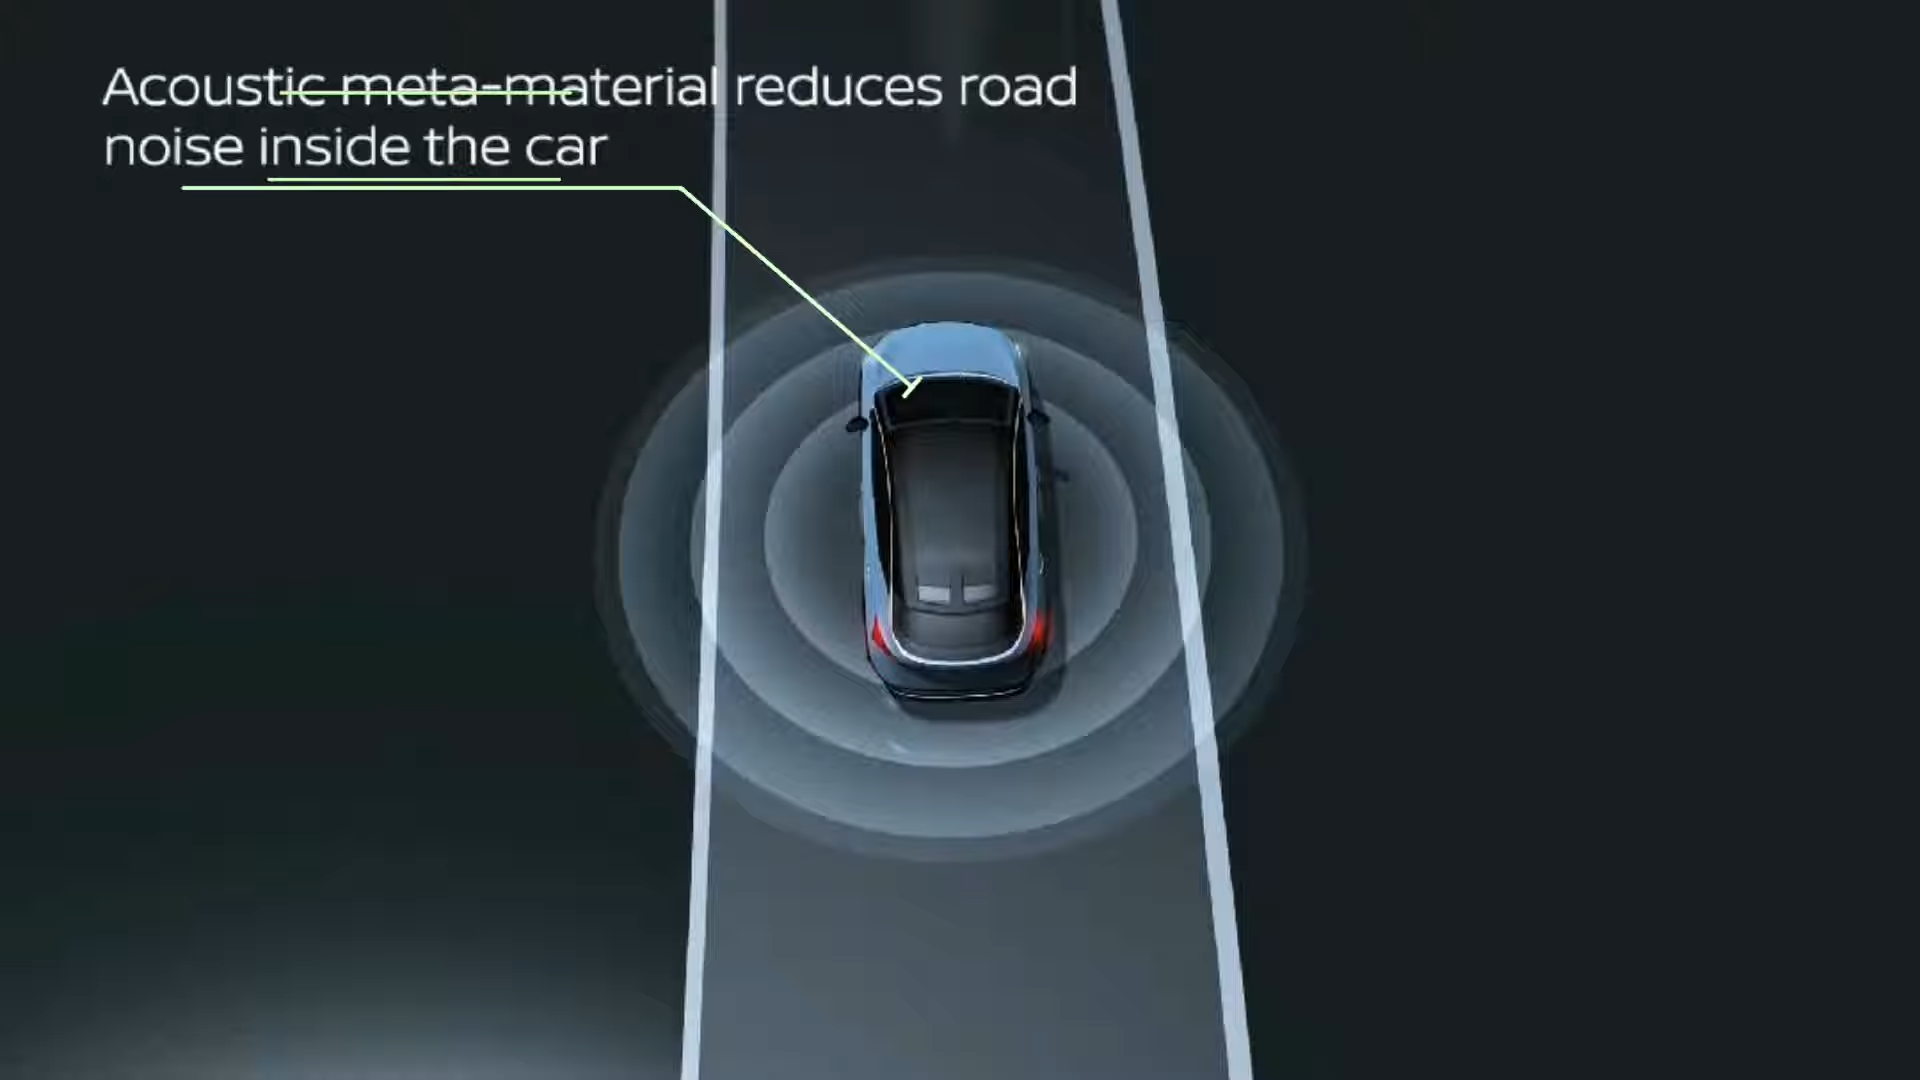 Acoustic meta-material reduces road
noise inside the car